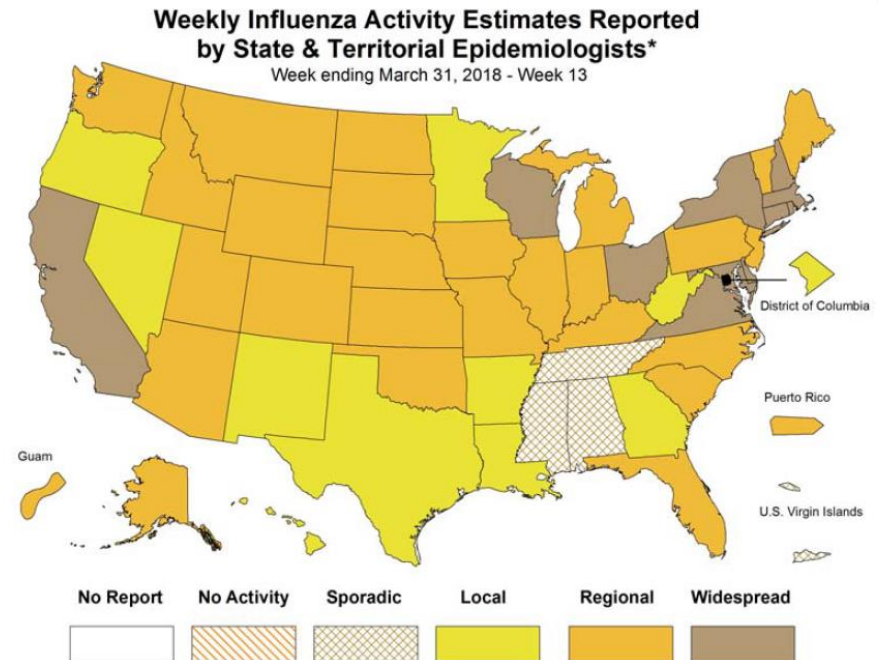 Weekly Influenza Activity Estimates Reported
by State & Territorial Epidemiologists*
Week ending March 31, 2018 - Week 13
District of Columbia
Puerto Rico
Guam
U.S. Virgin Islands
No Report
No Activity
Sporadic
Local
Regional
Widespread